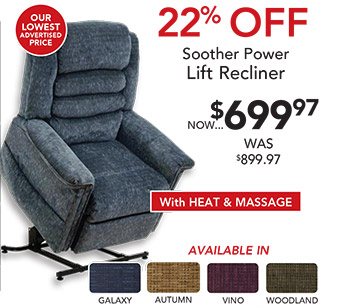 OUR
LOWEST
ADVERTISED
PRICE
22% OFF
Soother Power
Lift Recliner
NOW... $699.97
WAS
$899.97
With HEAT & MASSAGE
AVAILABLE IN
GALAXY AUTUMN VINO WOODLAND